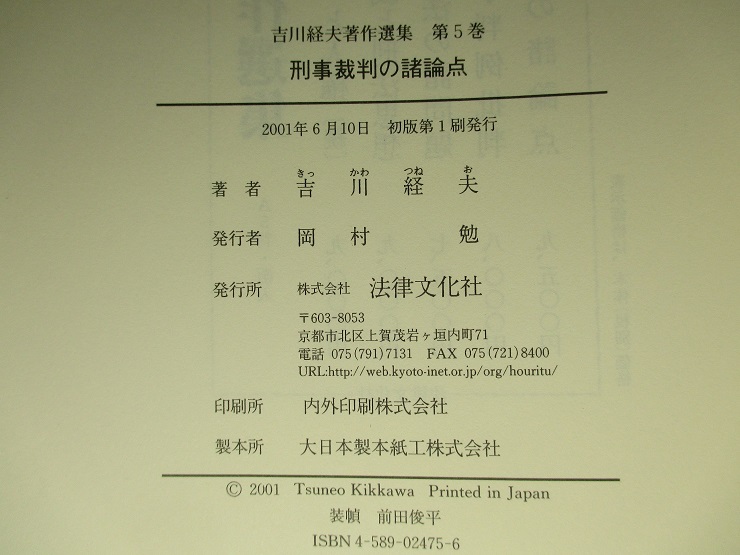 吉川経夫著作選集 第5巻
刑事裁判の諸論点
2001年6月10日 初版第1刷発行
きっ かわ つね お
著者 吉川経夫
発行者 岡村 勉
発行所 株式会社 法律文化社
〒603-8053
京都市北区上賀茂岩ヶ垣内町71
電話 075(791)7131 FAX 075(721)8400
URL:http://web.kyoto-inet.or.jp/org/houritu/
印刷所 内外印刷株式会社
製本所 大日本製本紙工株式会社
© 2001 Tsuneo Kikkawa Printed in Japan
装幀 前田俊平
ISBN 4-589-02475-6